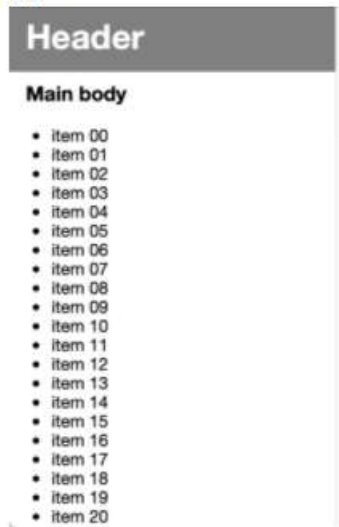 Header
Main body
item 00
item 01
item 02
item 03
item 04
item 05
item 06
item 07
item 08
item 09
item 10
item 11
item 12
item 13
item 14
item 15
item 16
item 17
item 18
item 19
item 20